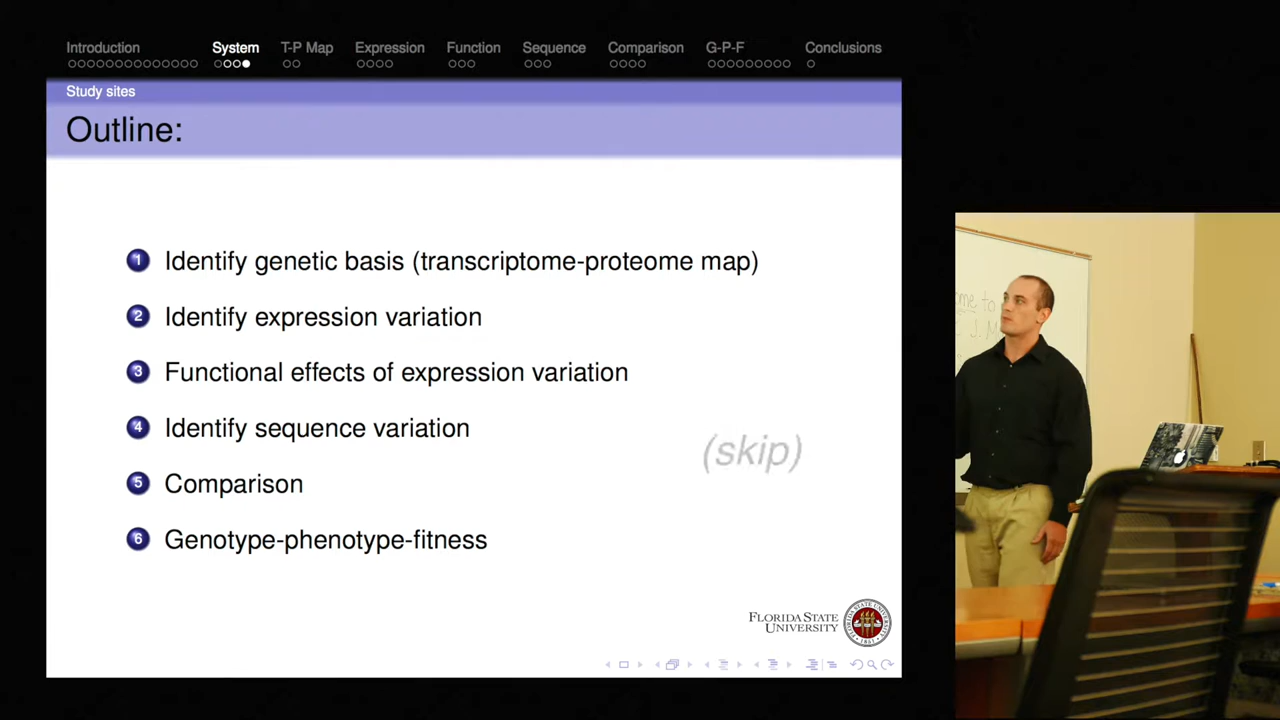 Introduction System T-P Map Expression Function Sequence Comparison G-P-F Conclusions
Study sites
Outline:
1 Identify genetic basis (transcriptome-proteome map)
2 Identify expression variation
3 Functional effects of expression variation
4 Identify sequence variation
(skip)
5 Comparison
6 Genotype-phenotype-fitness
FLORIDA STATE
UNIVERSITY
to
J. M